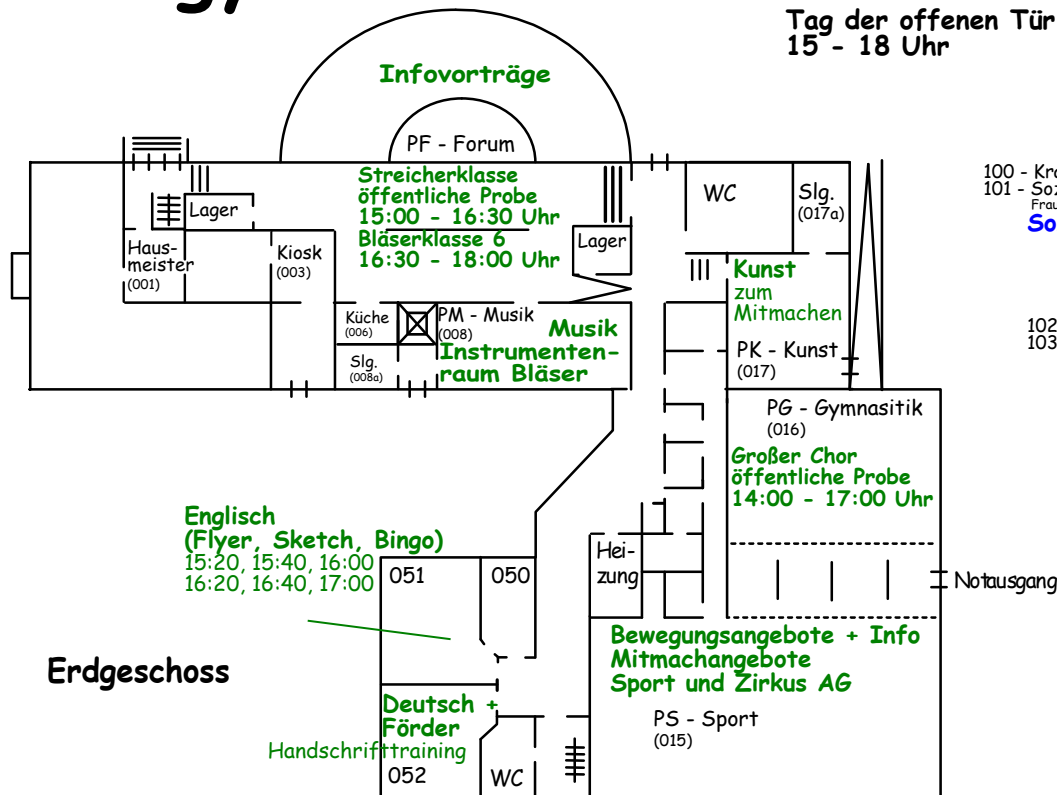 Tag der offenen Tür
15 - 18 Uhr
Infovorträge
PF - Forum
Streicherklasse
öffentliche Probe
15:00 - 16:30 Uhr
Bläserklasse 6
16:30 - 18:00 Uhr
Lager
Haus-
meister
(001)
Kiosk
(003)
Lager
WC
Slg.
(017a)
100 -
101 -
Küche
(006)
Slg.
(008a)
PM - Musik
(008)
Musik
Instrumenten-
raum Bläser
Kunst
zum
Mitmachen
PK - Kunst
(017)
102
103
PG - Gymnasitik
(016)
Großer Chor
öffentliche Probe
14:00 - 17:00 Uhr
Englisch
(Flyer, Sketch, Bingo)
15:20, 15:40, 16:00
16:20, 16:40, 17:00
051
050
Hei-
zung
Notausgang
Erdgeschoss
Bewegungsangebote + Info
Mitmachangebote
Sport und Zirkus AG
PS - Sport
(015)
Deutsch +
Förder
Handschrifttraining
052
WC